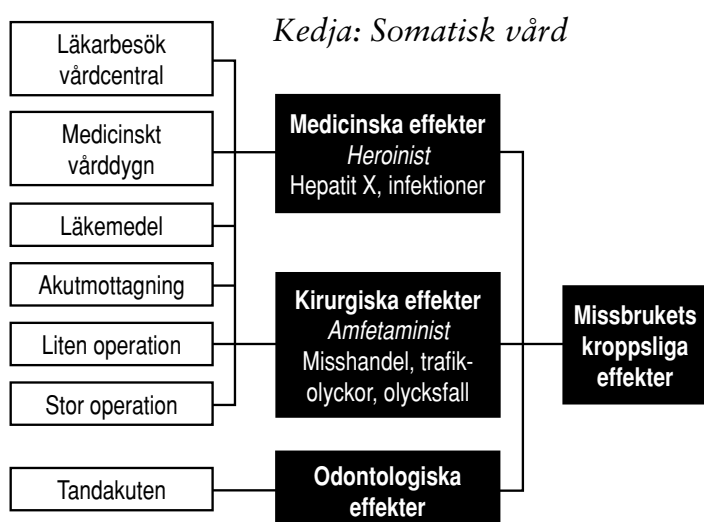 Kedja: Somatisk vård
Läkarbesök
vårdcentral
Medicinskt
vårddygn
Läkemedel
Akutmottagning
Liten operation
Stor operation
Tandakuten
Medicinska effekter
Heroinist
Hepatit X, infektioner
Kirurgiska effekter
Amfetaminist
Misshandel, trafik-
olyckor, olycksfall
Odontologiska
effekter
Missbrukets
kroppsliga
effekter